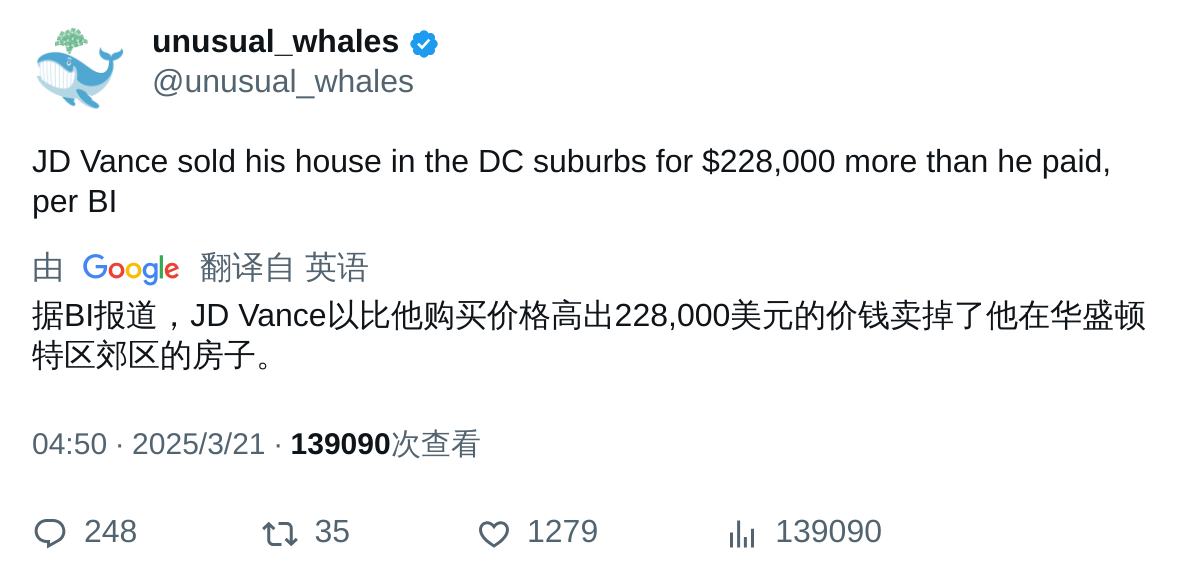 unusual_whales
@unusual_whales
JD Vance sold his house in the DC suburbs for $228,000 more than he paid,
per BI
由 Google 翻译自 英语
据BI报道，JD Vance以比他购买价格高出228,000美元的价钱卖掉了他在华盛顿
特区郊区的房子。
04:50 · 2025/3/21 · 139090次查看
248 35 1279 139090